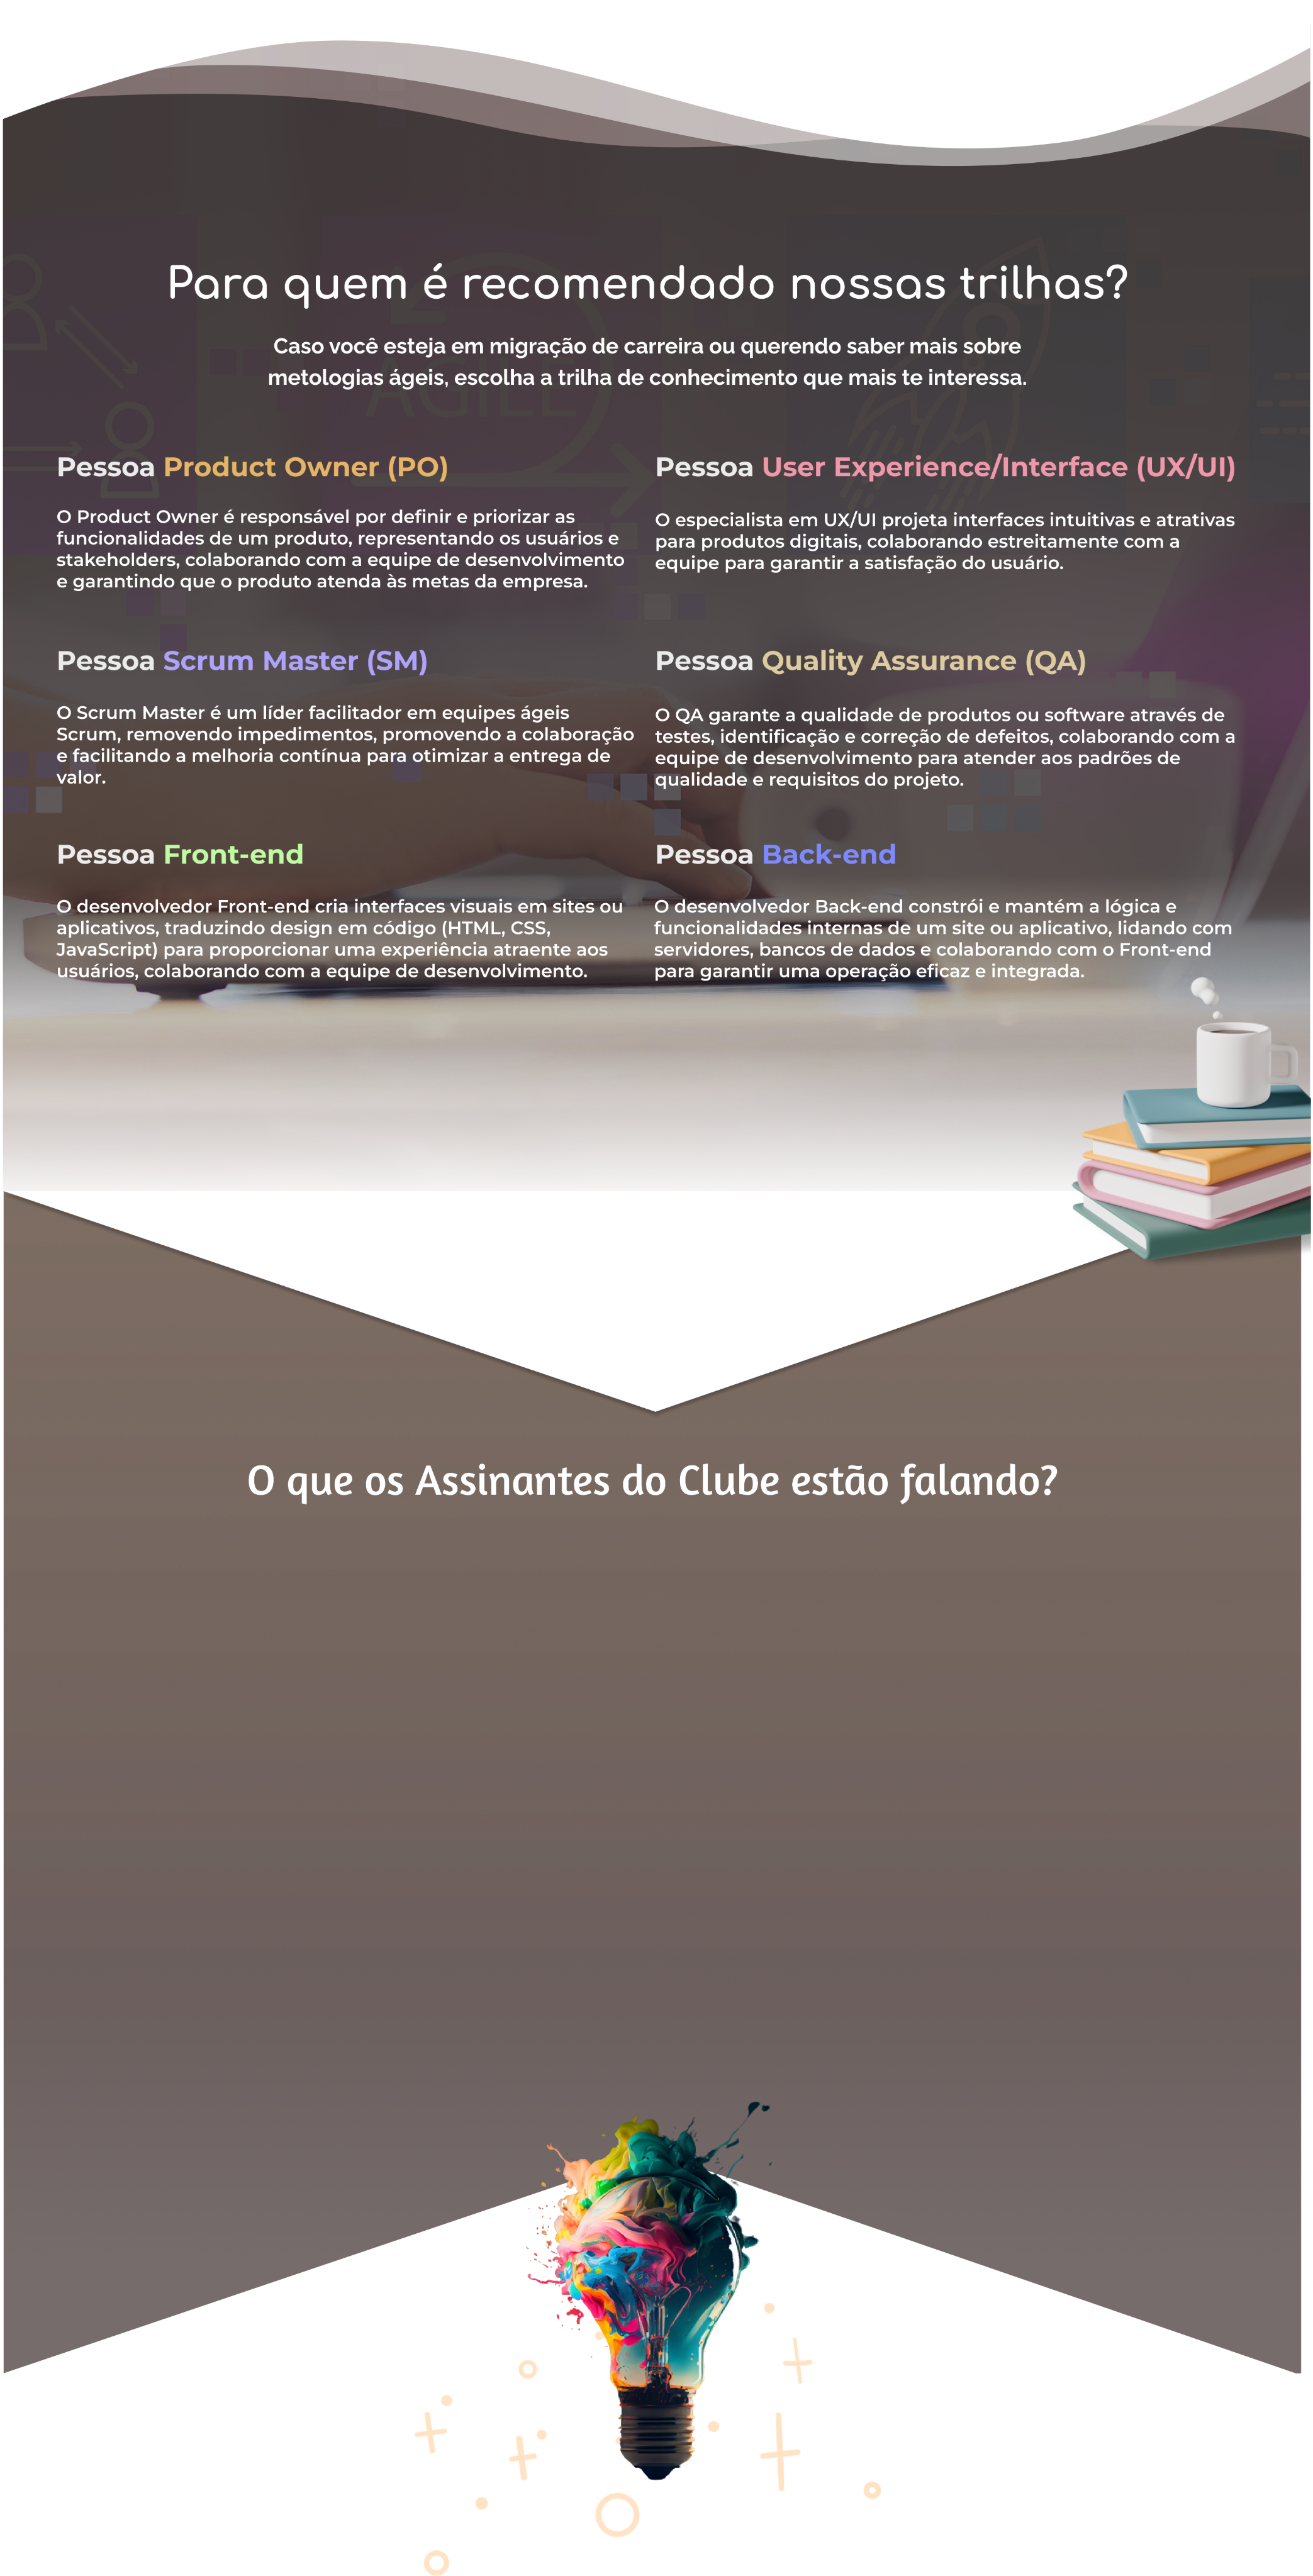 Para quem é recomendado nossas trilhas?
Caso você esteja em migração de carreira ou querendo saber mais sobre
metologias ágeis, escolha a trilha de conhecimento que mais te interessa.
AGILE
Pessoa Product Owner (PO)
O Product Owner é responsável por definir e priorizar as
funcionalidades de um produto, representando os usuários e
stakeholders, colaborando com a equipe de desenvolvimento
e garantindo que o produto atenda às metas da empresa.
Pessoa User Experience/Interface (UX/UI)
O especialista em UX/UI projeta interfaces intuitivas e atrativas
para produtos digitais, colaborando estreitamente com a
equipe para garantir a satisfação do usuário.
Pessoa Scrum Master (SM)
O Scrum Master é um líder facilitador em equipes ágeis
Scrum, removendo impedimentos, promovendo a colaboração
e facilitando a melhoria contínua para otimizar a entrega de
valor.
Pessoa Quality Assurance (QA)
O QA garante a qualidade de produtos ou software através de
testes, identificação e correção de defeitos, colaborando com a
equipe de desenvolvimento para atender aos padrões de
qualidade e requisitos do projeto.
Pessoa Front-end
O desenvolvedor Front-end cria interfaces visuais em sites ou
aplicativos, traduzindo design em código (HTML, CSS,
JavaScript) para proporcionar uma experiência atraente aos
usuários, colaborando com a equipe de desenvolvimento.
Pessoa Back-end
O desenvolvedor Back-end constrói e mantém a lógica e
funcionalidades internas de um site ou aplicativo, lidando com
servidores, bancos de dados e colaborando com o Front-end
para garantir uma operação eficaz e integrada.
O que os Assinantes do Clube estão falando?